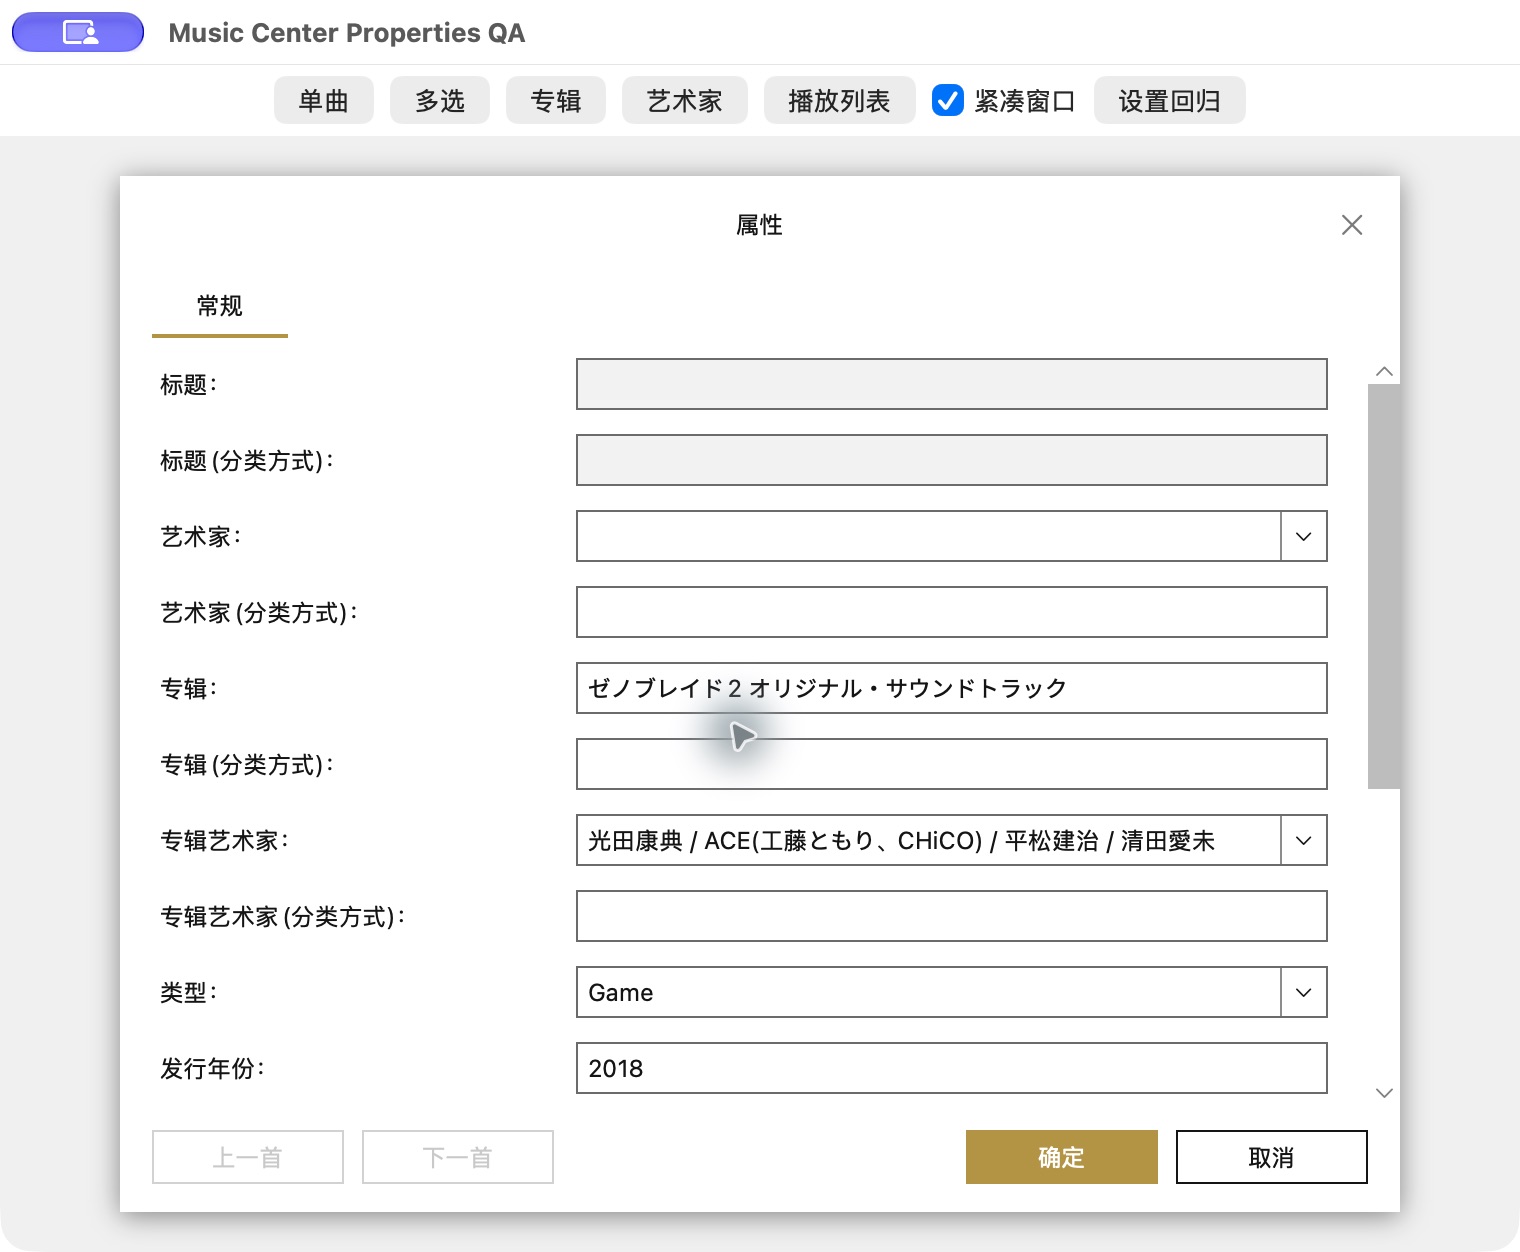 Music Center Properties QA
单曲 多选 专辑 艺术家 播放列表 紧凑窗口 设置回归
属性
常规
标题:
标题(分类方式):
艺术家:
艺术家(分类方式):
专辑: ゼノブレイド2 オリジナル・サウンドトラック
专辑(分类方式):
专辑艺术家: 光田康典 / ACE(工藤ともり、CHiCO) / 平松建治 / 清田愛未
专辑艺术家(分类方式):
类型: Game
发行年份: 2018
上一首 下一首 确定 取消